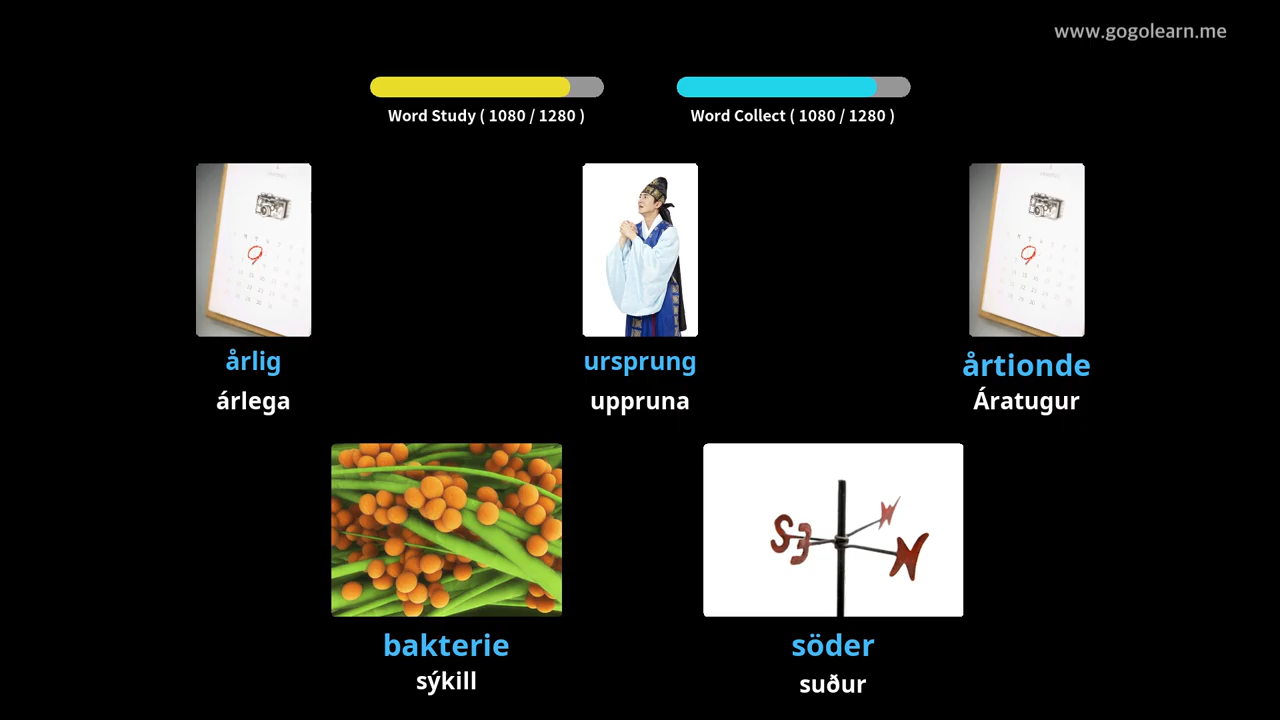 www.gogolearn.me
Word Study ( 1080 / 1280 )
Word Collect ( 1080 / 1280 )
årlig
árlega
ursprung
uppruna
årtionde
Áratugur
bakterie
sýkill
S E N
söder
suður